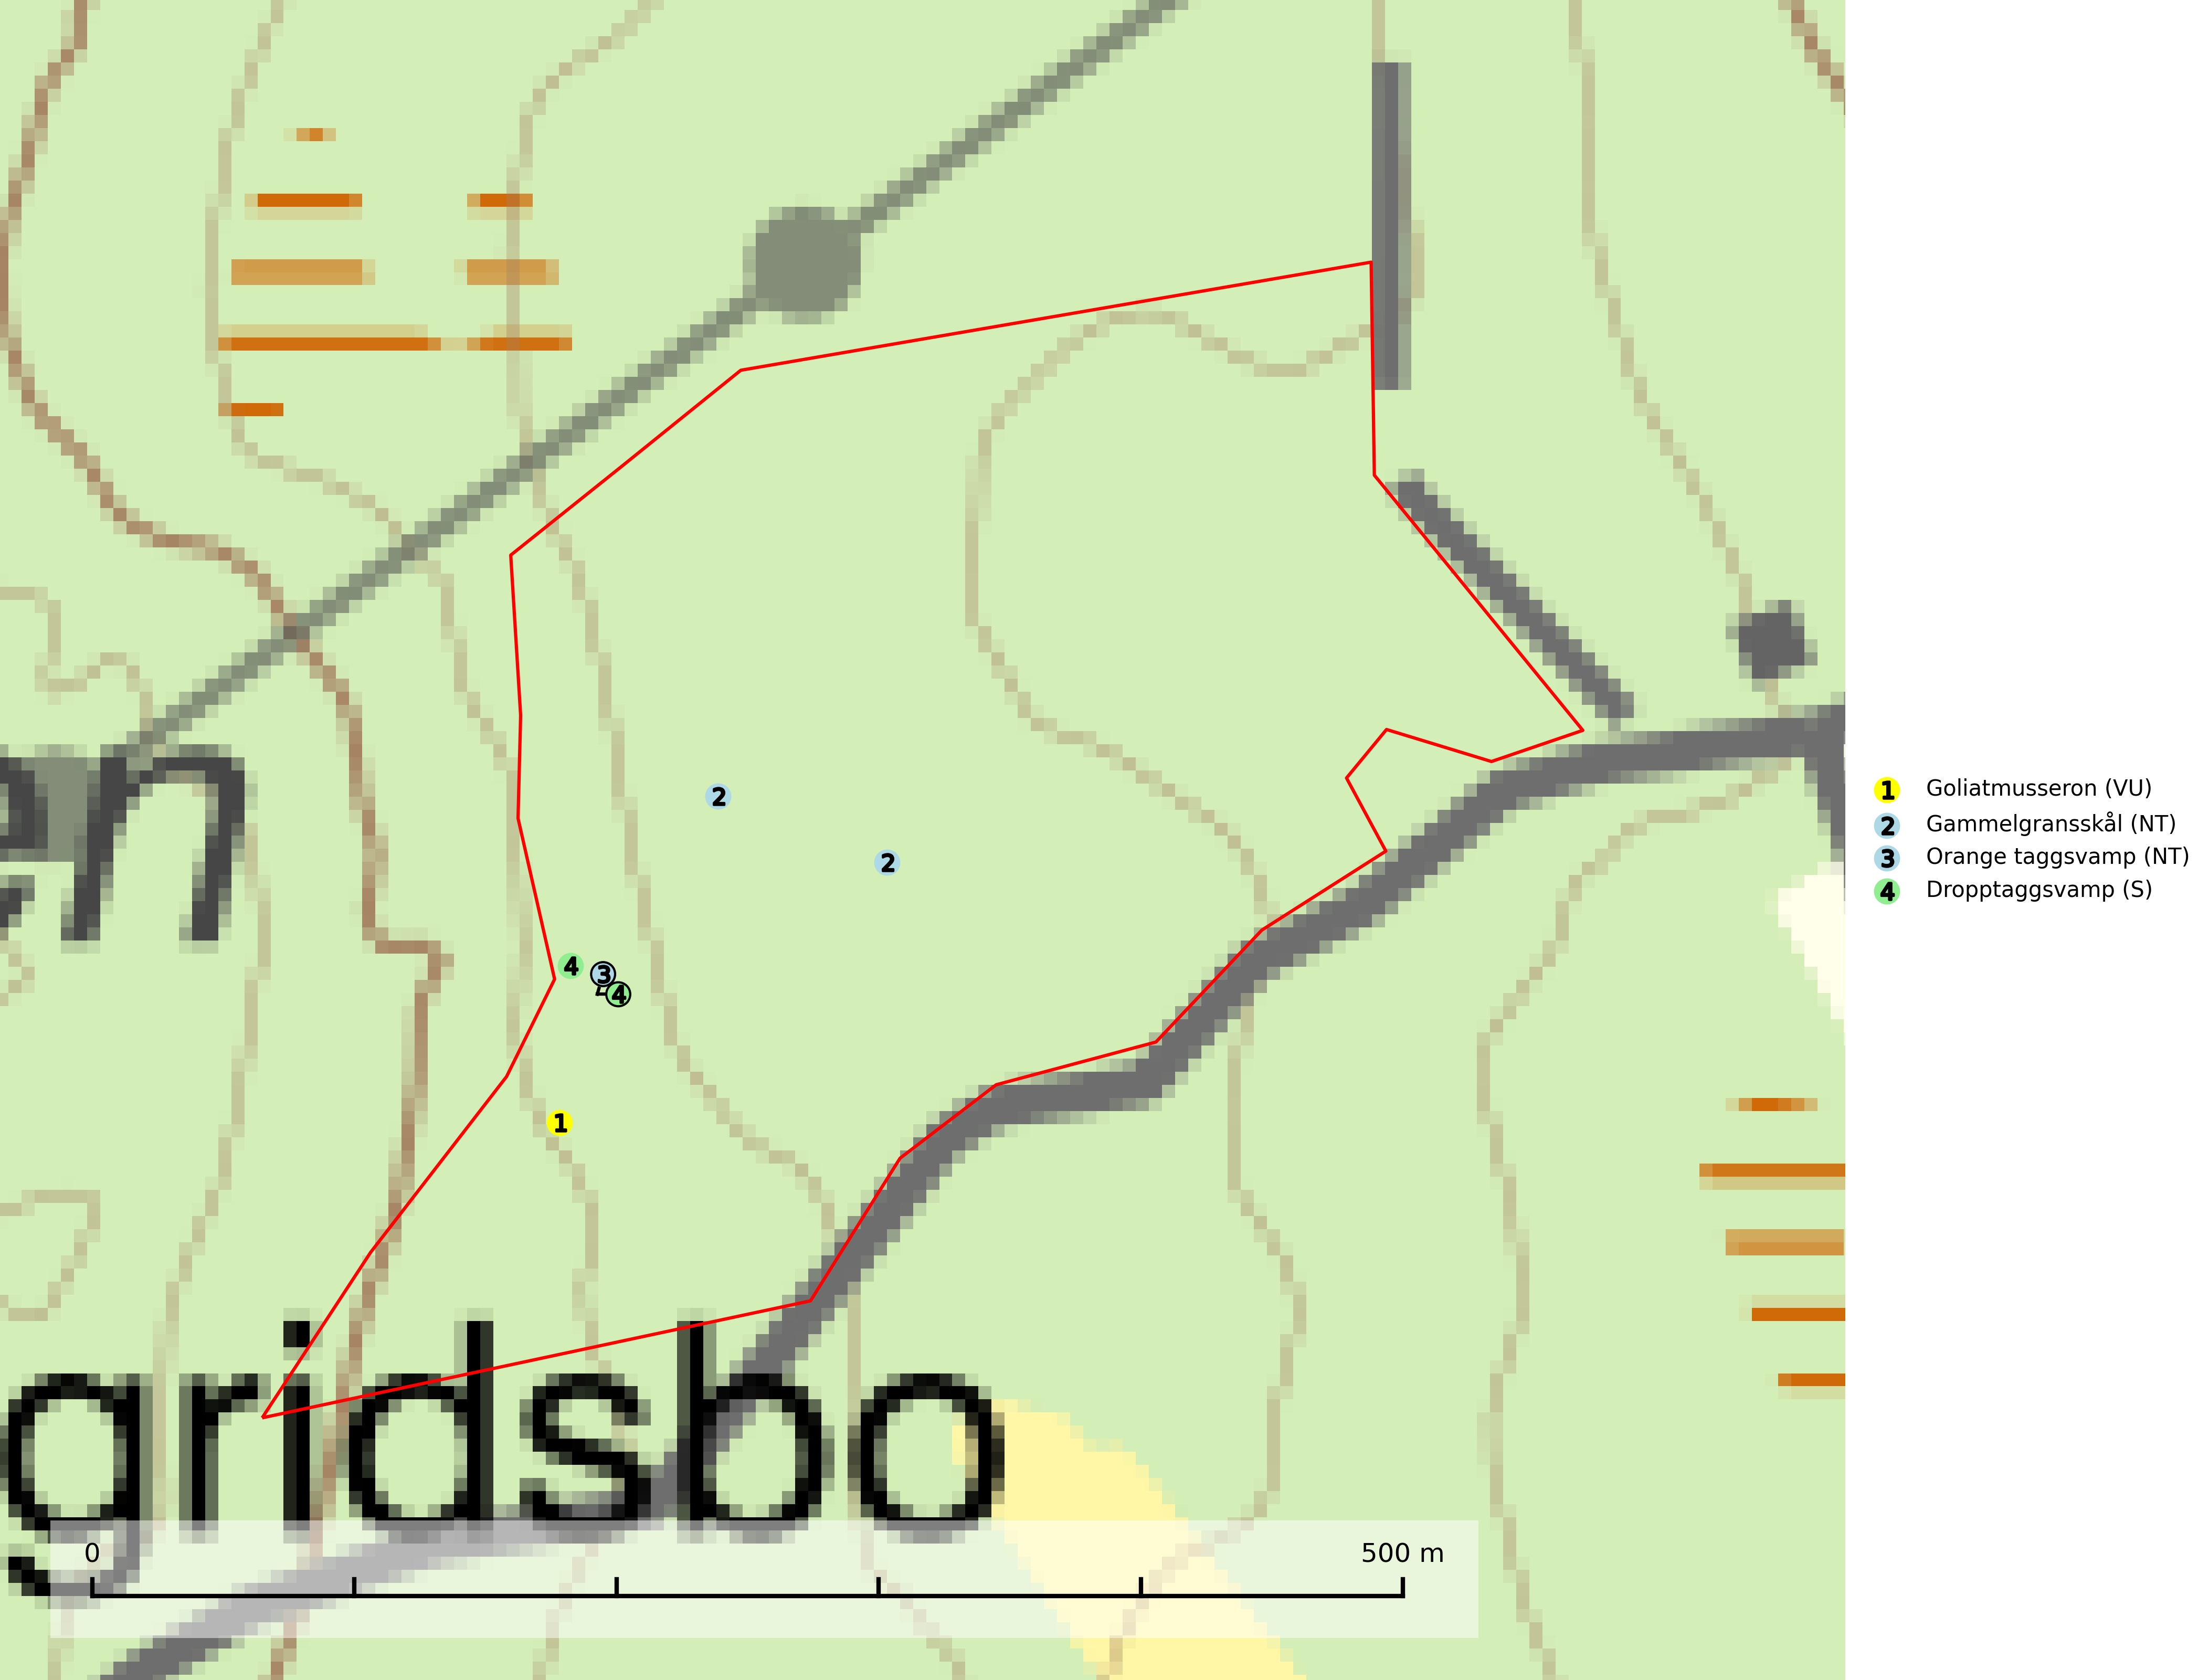 2
2
4
3
4
1
en
gridsbo
0
500 m
1 Goliatmusseron (VU)
2 Gammelgransskål (NT)
3 Orange taggsvamp (NT)
4 Dropptaggsvamp (S)